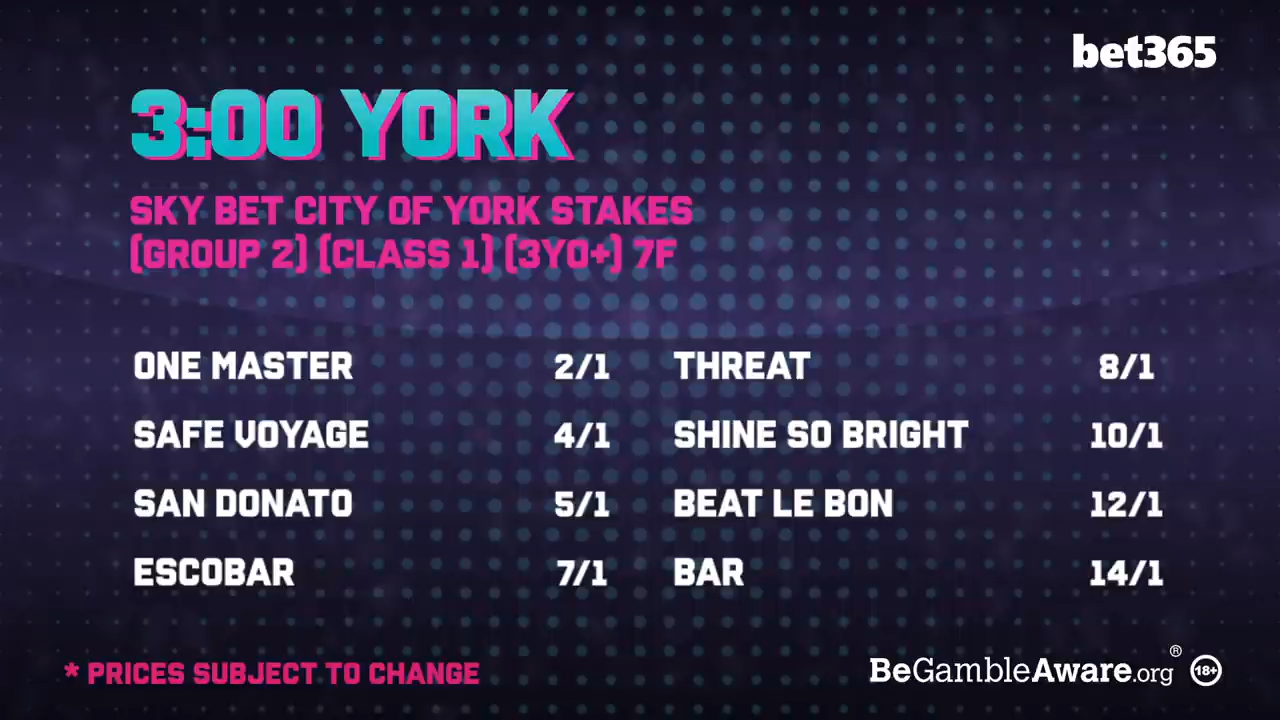 bet365
3:00 YORK
SKY BET CITY OF YORK STAKES
(GROUP 2) (CLASS 1) (3YO+) 7F
ONE MASTER 2/1 THREAT 8/1
SAFE VOYAGE 4/1 SHINE SO BRIGHT 10/1
SAN DONATO 5/1 BEAT LE BON 12/1
ESCOBAR 7/1 BAR 14/1
* PRICES SUBJECT TO CHANGE BeGambleAware.org® 18+